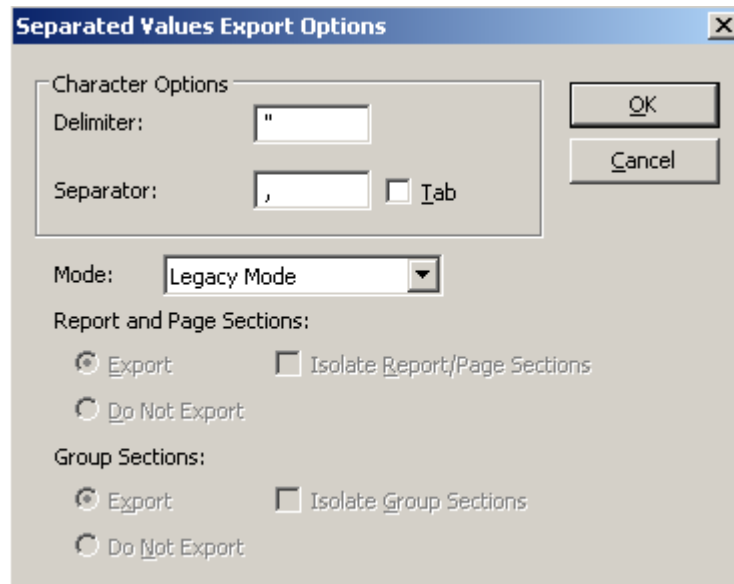 Separated Values Export Options
Character Options
Delimiter: "
OK
Cancel
Separator: , Tab
Mode: Legacy Mode
Report and Page Sections:
Export Isolate Report/Page Sections
Do Not Export
Group Sections:
Export Isolate Group Sections
Do Not Export